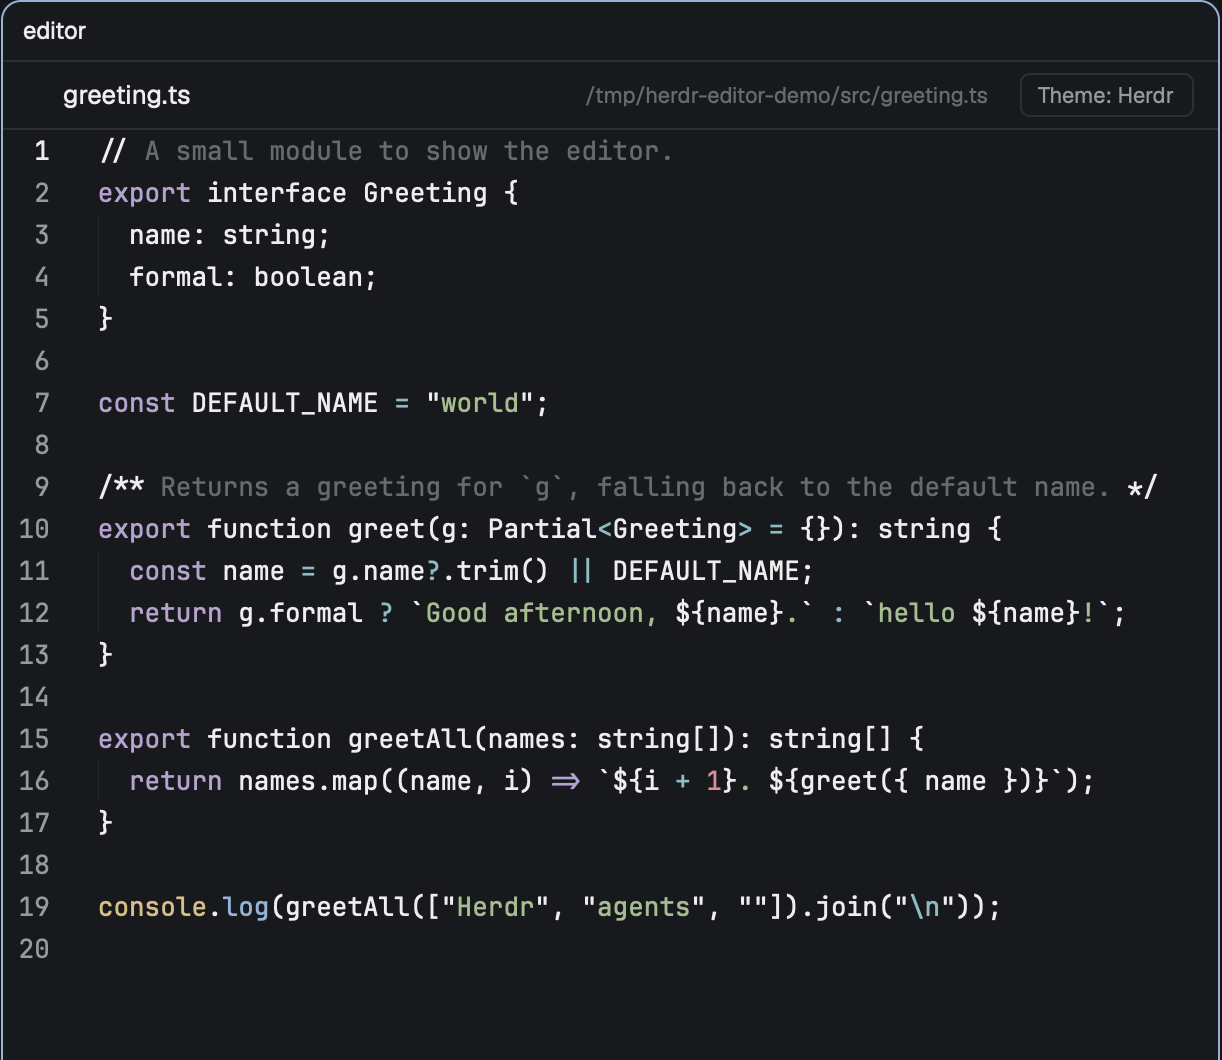 editor
greeting.ts /tmp/herdr-editor-demo/src/greeting.ts Theme: Herdr
1 // A small module to show the editor.
2 export interface Greeting {
3   name: string;
4   formal: boolean;
5 }
6
7 const DEFAULT_NAME = "world";
8
9 /** Returns a greeting for `g`, falling back to the default name. */
10 export function greet(g: Partial<Greeting> = {}): string {
11   const name = g.name?.trim() || DEFAULT_NAME;
12   return g.formal ? `Good afternoon, ${name}.` : `hello ${name}!`;
13 }
14
15 export function greetAll(names: string[]): string[] {
16   return names.map((name, i) => `${i + 1}. ${greet({ name })}`);
17 }
18
19 console.log(greetAll(["Herdr", "agents", ""]).join("\n"));
20